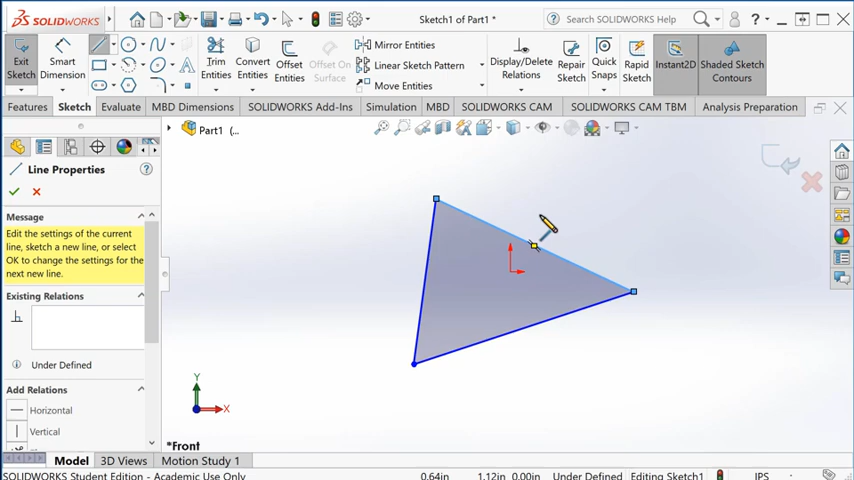 SOLIDWORKS
Sketch1 of Part1 *
Search SOLIDWORKS Help
Exit Sketch
Smart Dimension
Trim Entities
Convert Entities
Offset Entities
Offset On Surface
Mirror Entities
Linear Sketch Pattern
Move Entities
Display/Delete Relations
Repair Sketch
Quick Snaps
Rapid Sketch
Instant2D
Shaded Sketch Contours
Features
Sketch
Evaluate
MBD Dimensions
SOLIDWORKS Add-Ins
Simulation
MBD
SOLIDWORKS CAM
SOLIDWORKS CAM TBM
Analysis Preparation
Part1 (...
Line Properties
Message
Edit the settings of the current
line, sketch a new line, or select
OK to change the settings for the
next new line.
Existing Relations
Under Defined
Add Relations
Horizontal
Vertical
Y
X
*Front
Model
3D Views
Motion Study 1
SOLIDWORKS Student Edition - Academic Use Only
0.64in
1.12in
0.00in
Under Defined
Editing Sketch1
IPS